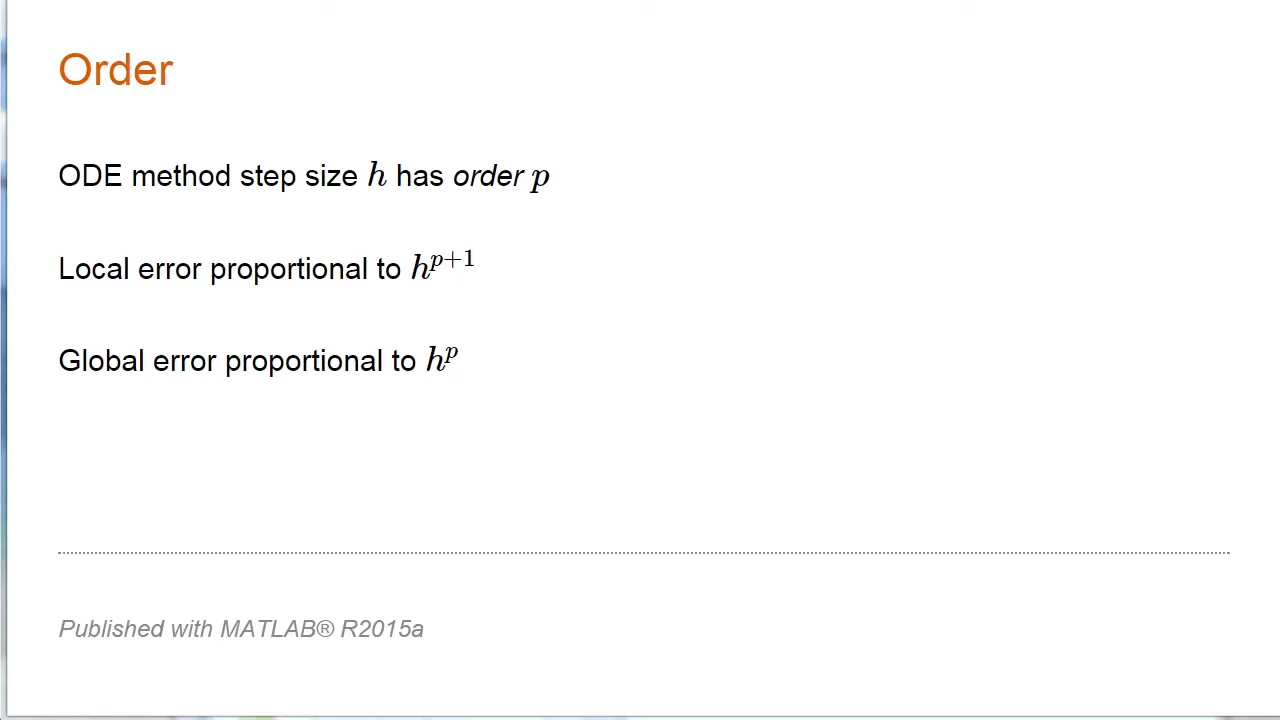 Order
ODE method step size h has order p
Local error proportional to h^{p+1}
Global error proportional to h^p
Published with MATLAB® R2015a